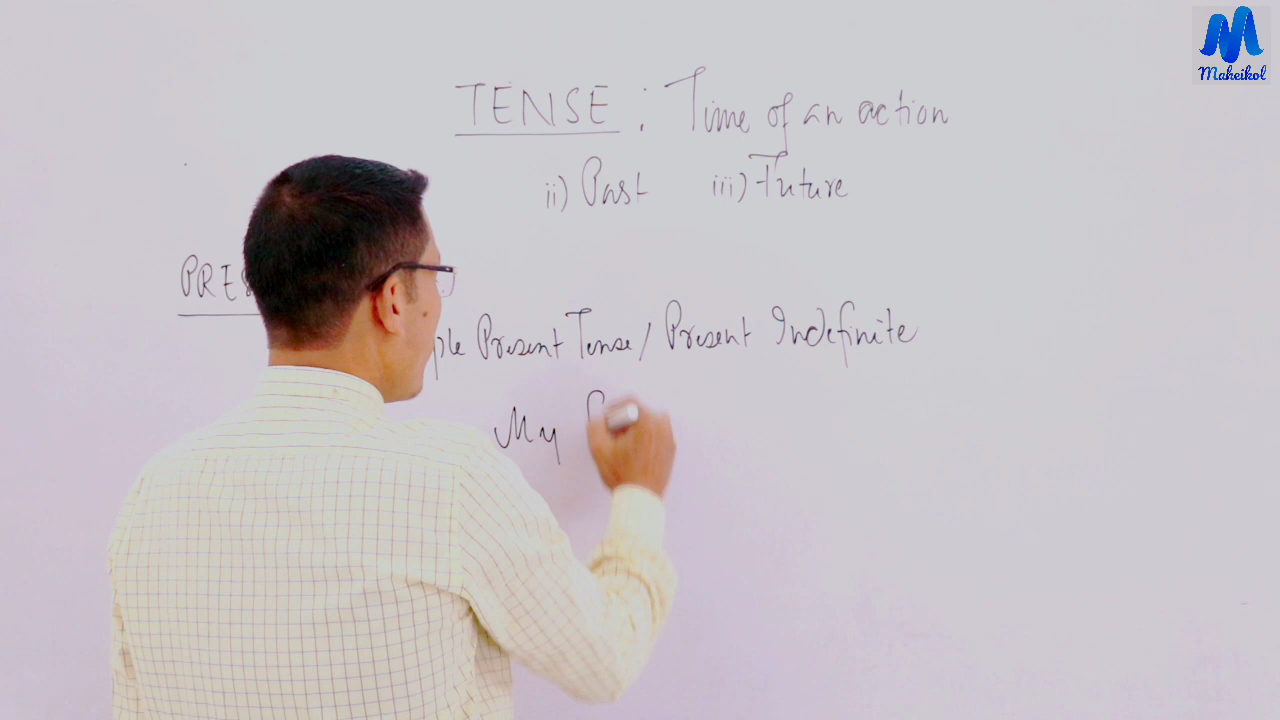 Maheikol
TENSE : Time of an action
ii) Past iii) Future
PRES
ple Present Tense / Present Indefinite
My